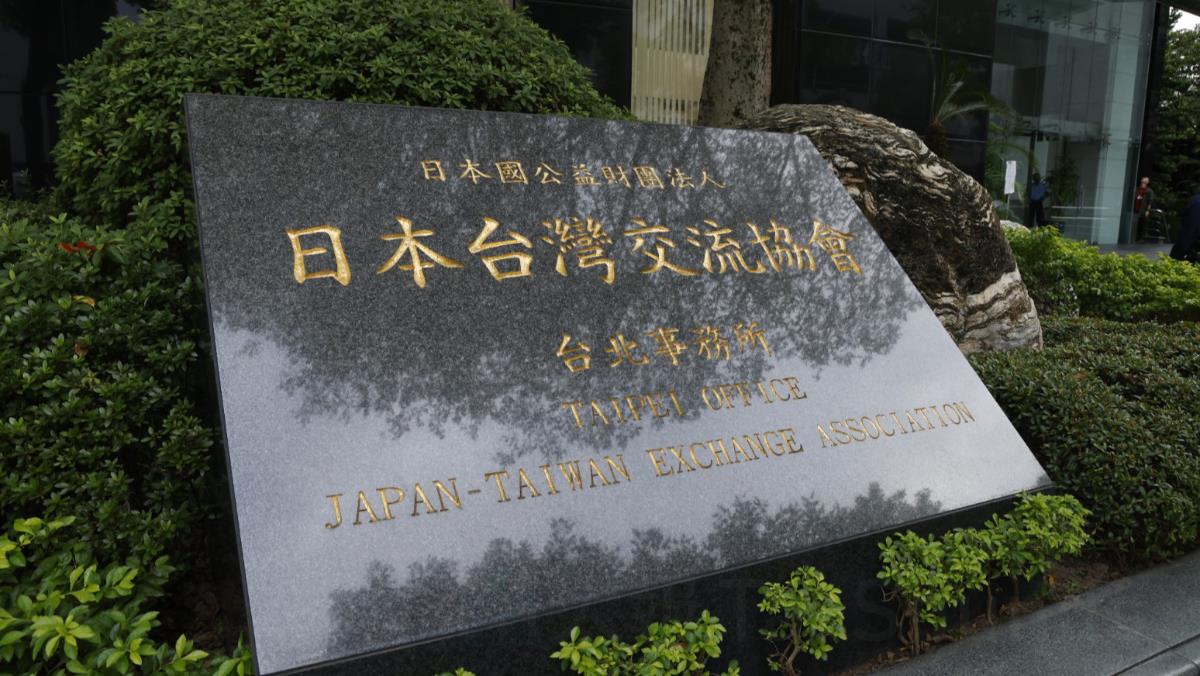 日本國公益財團法人
日本台灣交流協會
台北事務所
TAIPEI OFFICE
JAPAN-TAIWAN EXCHANGE ASSOCIATION